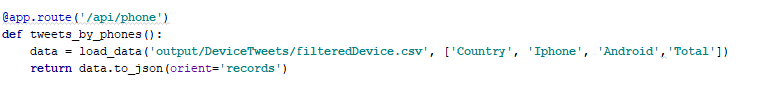 @app.route('/api/phone')
def tweets_by_phones():
    data = load_data('output/DeviceTweets/filteredDevice.csv', ['Country', 'Iphone', 'Android','Total'])
    return data.to_json(orient='records')